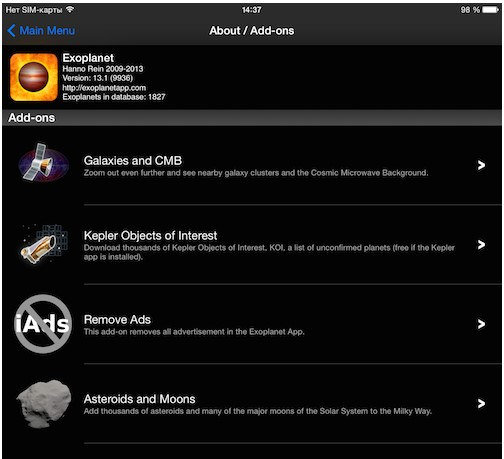 Нет SIM-карты 14:37 98 %
Main Menu About / Add-ons
Exoplanet
Hanno Rein 2009-2013
Version: 13.1 (9936)
http://exoplanetapp.com
Exoplanets in database: 1827
Add-ons
Galaxies and CMB
Zoom out even further and see nearby galaxy clusters and the Cosmic Microwave Background.
Kepler Objects of Interest
Download thousands of Kepler Objects of Interest, KOI, a list of unconfirmed planets (free if the Kepler
app is installed).
iAds
Remove Ads
This add-on removes all advertisement in the Exoplanet App.
Asteroids and Moons
Add thousands of asteroids and many of the major moons of the Solar System to the Milky Way.